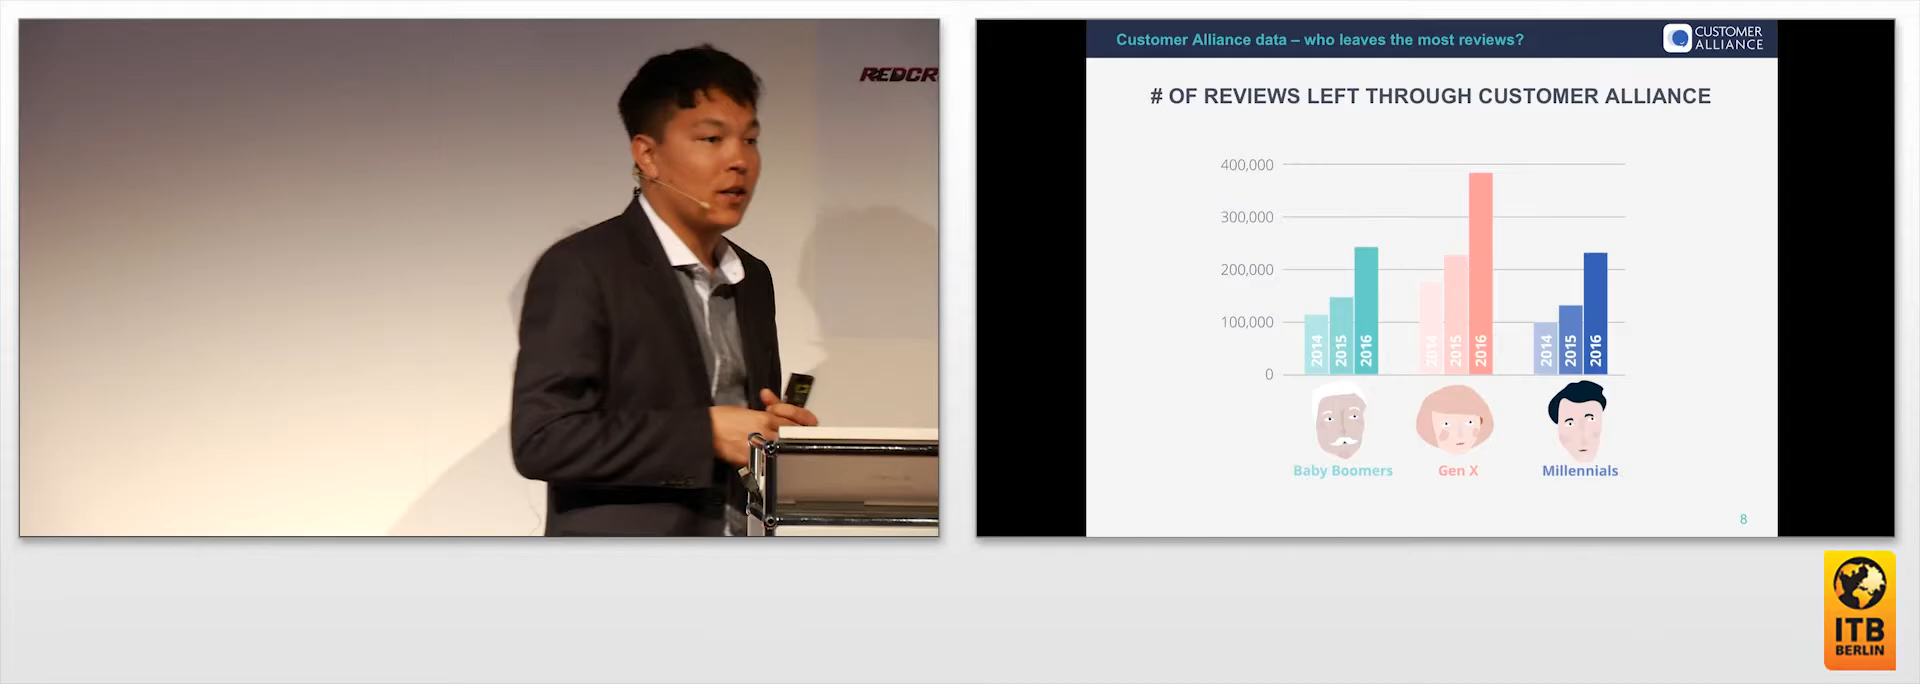 REDCR
Customer Alliance data – who leaves the most reviews?
CUSTOMER
ALLIANCE
# OF REVIEWS LEFT THROUGH CUSTOMER ALLIANCE
400,000
300,000
200,000
100,000
0
2014
2015
2016
2014
2015
2016
2014
2015
2016
Baby Boomers
Gen X
Millennials
8
ITB
BERLIN